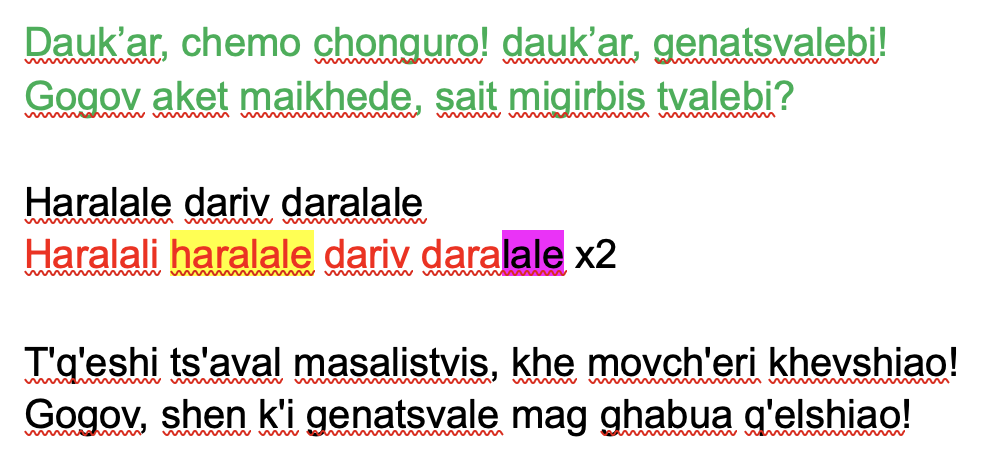 Dauk’ar, chemo chonguro! dauk’ar, genatsvalebi!
Gogov aket maikhede, sait migirbis tvalebi?
Haralale dariv daralale
Haralali haralale dariv daralale x2
T'q'eshi ts'aval masalistvis, khe movch'eri khevshiao!
Gogov, shen k'i genatsvale mag ghabua q'elshiao!